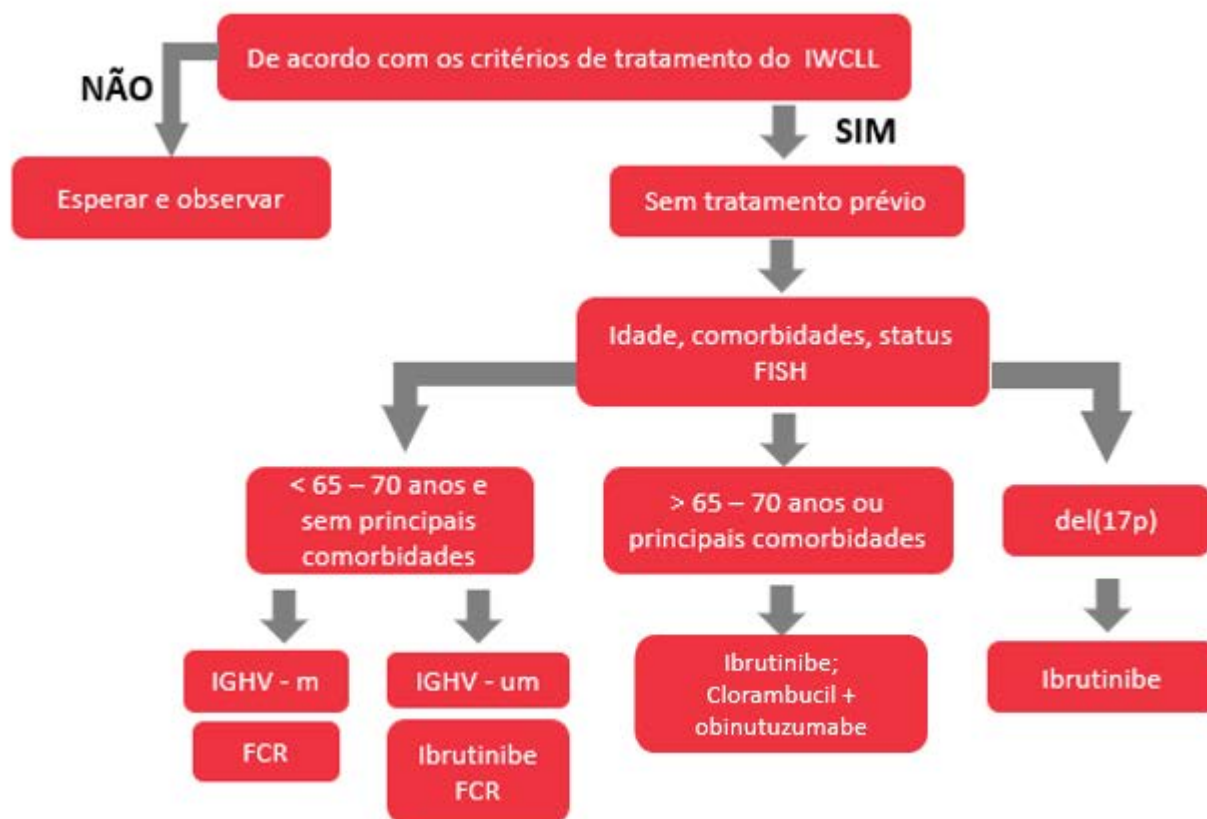 De acordo com os critérios de tratamento do IWCLL
NÃO
SIM
Esperar e observar
Sem tratamento prévio
Idade, comorbidades, status
FISH
< 65 – 70 anos e
sem principais
comorbidades
> 65 – 70 anos ou
principais comorbidades
del(17p)
IGHV - m
IGHV - um
FCR
Ibrutinibe
FCR
Ibrutinibe;
Clorambucil +
obinutuzumabe
Ibrutinibe